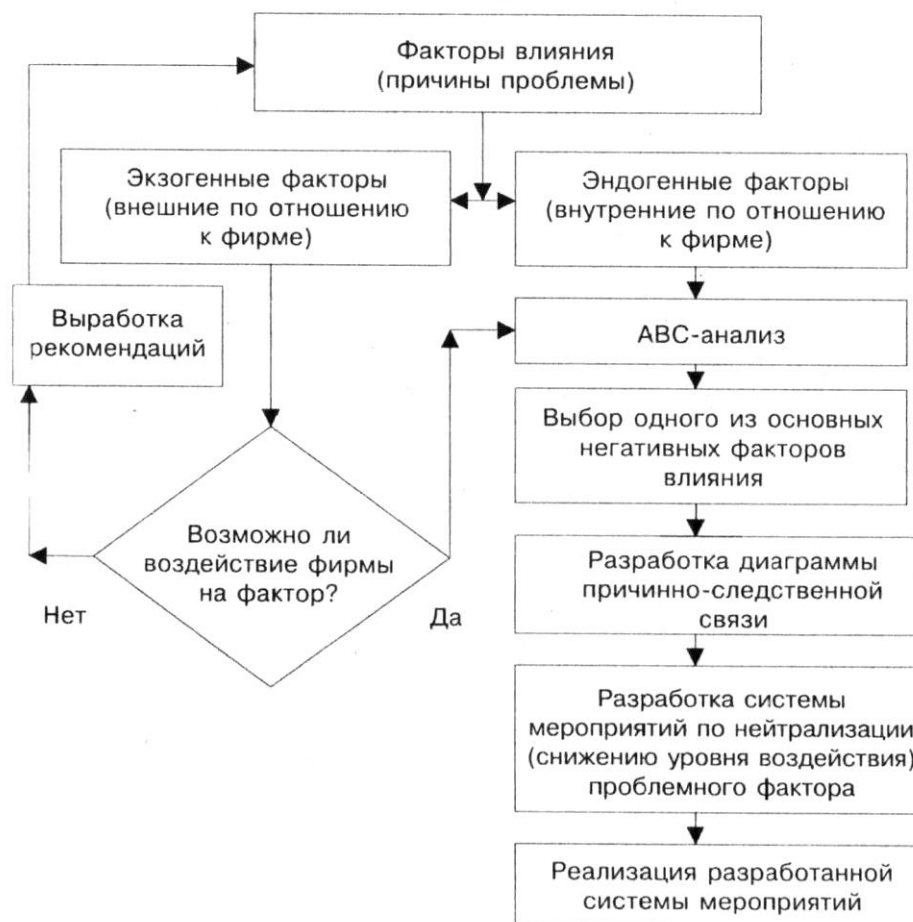 Факторы влияния
(причины проблемы)
Экзогенные факторы
(внешние по отношению
к фирме)
Эндогенные факторы
(внутренние по отношению
к фирме)
Выработка
рекомендаций
АВС-анализ
Выбор одного из основных
негативных факторов
влияния
Возможно ли
воздействие фирмы
на фактор?
Нет
Да
Разработка диаграммы
причинно-следственной
связи
Разработка системы
мероприятий по нейтрализации
(снижению уровня воздействия)
проблемного фактора
Реализация разработанной
системы мероприятий